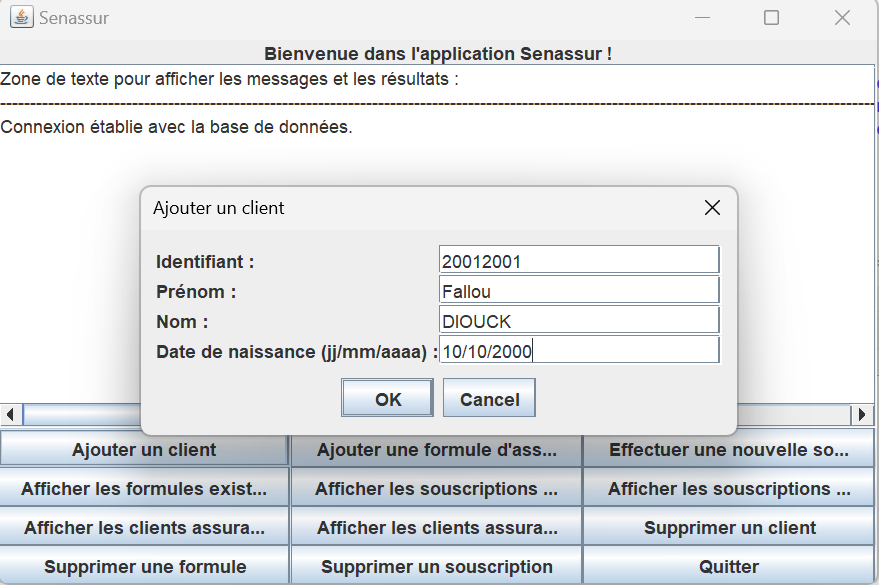 Senassur
Bienvenue dans l'application Senassur !
Zone de texte pour afficher les messages et les résultats :
Connexion établie avec la base de données.
Ajouter un client
Identifiant : 20012001
Prénom : Fallou
Nom : DIOUCK
Date de naissance (jj/mm/aaaa) : 10/10/2000
OK Cancel
Ajouter un client Ajouter une formule d'ass... Effectuer une nouvelle so...
Afficher les formules exist... Afficher les souscriptions ... Afficher les souscriptions ...
Afficher les clients assura... Afficher les clients assura... Supprimer un client
Supprimer une formule Supprimer un souscription Quitter